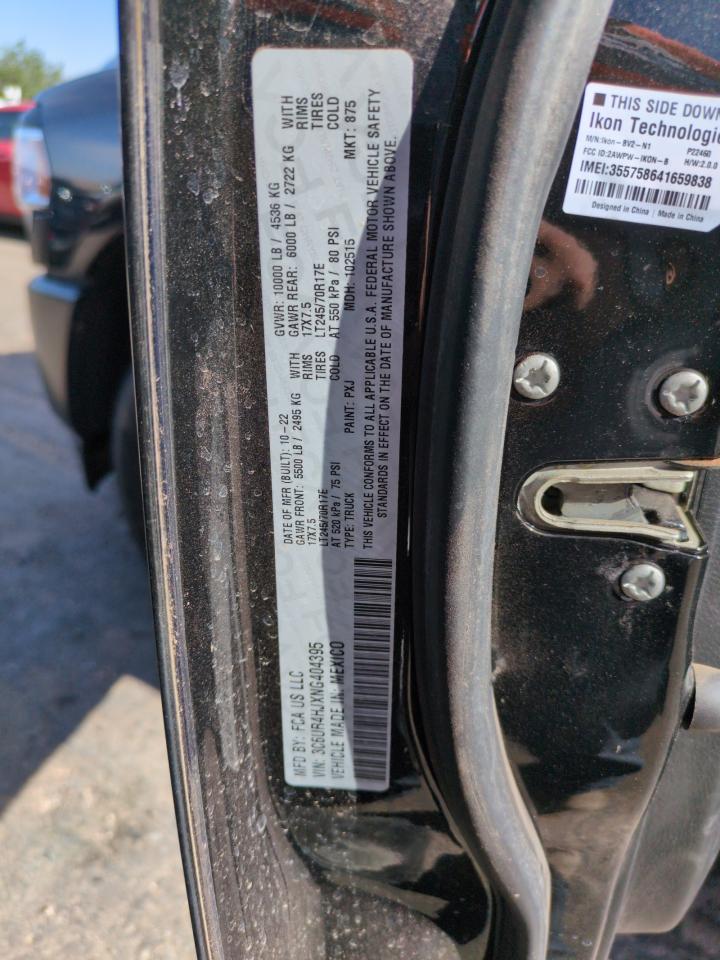 MFD BY: FCA US LLC
DATE OF MFR (BUILT): 10-22
GVWR: 10000 LB / 4536 KG
GAWR FRONT: 5500 LB / 2495 KG WITH
17X7.5 RIMS
LT245/70R17E TIRES
AT 520 kPa / 75 PSI COLD
GAWR REAR: 6000 LB / 2722 KG WITH
17X7.5 RIMS
LT245/70R17E TIRES
AT 550 kPa / 80 PSI COLD
VIN: 3C6UR4HJXNG404395
TYPE: TRUCK PAINT: PXJ MDH: 102515 MKT: 875
VEHICLE MADE IN: MEXICO
THIS VEHICLE CONFORMS TO ALL APPLICABLE U.S.A. FEDERAL MOTOR VEHICLE SAFETY
STANDARDS IN EFFECT ON THE DATE OF MANUFACTURE SHOWN ABOVE.
THIS SIDE DOWN
Ikon Technologie
M/N:Ikon-BV2-N1 P22460
FCC ID:2AWPW-IKON-B H/W:2.0.0
IMEI:355758641659838
Designed in China | Made in China